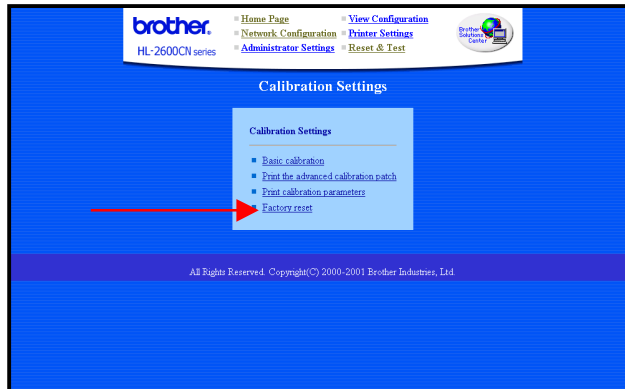 brother.
HL-2600CN series
Home Page
View Configuration
Network Configuration
Printer Settings
Administrator Settings
Reset & Test
Brother
Solutions
Center
Calibration Settings
Calibration Settings
Basic calibration
Print the advanced calibration patch
Print calibration parameters
Factory reset
All Rights Reserved. Copyright(C) 2000-2001 Brother Industries, Ltd.